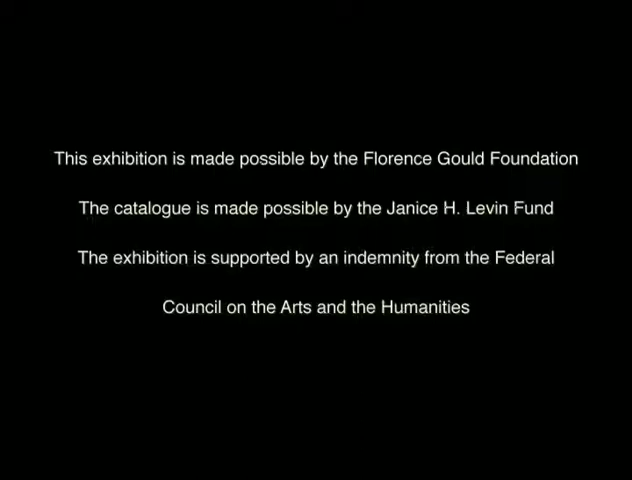 This exhibition is made possible by the Florence Gould Foundation
The catalogue is made possible by the Janice H. Levin Fund
The exhibition is supported by an indemnity from the Federal
Council on the Arts and the Humanities